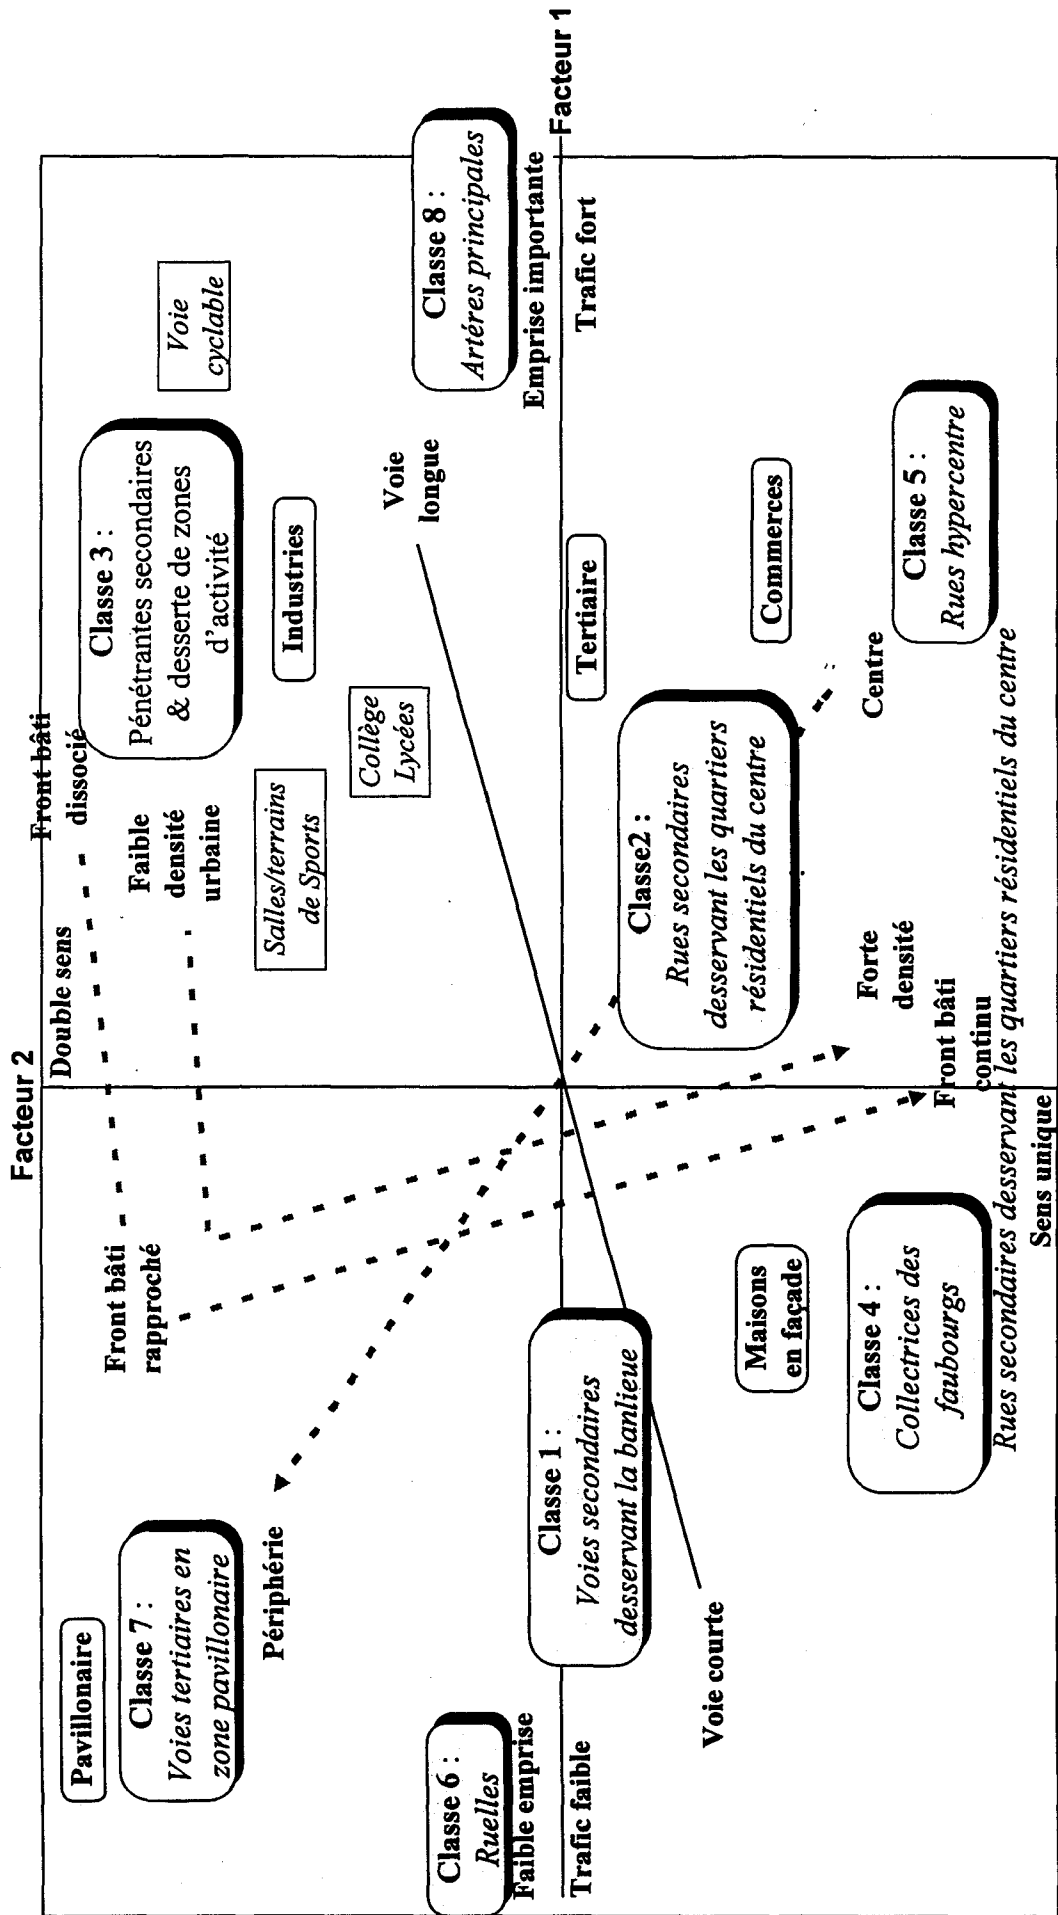 Facteur 2
Double sens
Front bâti
dissocié
Faible
densité
urbaine
Front bâti
rapproché
Pavillonaire
Classe 7 :
Voies tertiaires en
zone pavillonaire
Périphérie
Classe 3 :
Pénétrantes secondaires
& desserte de zones
d'activité
Voie
cyclable
Industries
Salles/terrains
de Sports
Collège
Lycées
Voie
longue
Classe 8 :
Artéres principales
Emprise importante
Facteur 1
Trafic fort
Classe 6 :
Ruelles
Faible emprise
Trafic faible
Classe 1 :
Voies secondaires
desservant la banlieue
Voie courte
Tertiaire
Classe2 :
Rues secondaires
desservant les quartiers
résidentiels du centre
Commerces
Centre
Maisons
en façade
Classe 4 :
Collectrices des
faubourgs
Forte
densité
Front bâti
continu
Classe 5 :
Rues hypercentre
Rues secondaires desservant les quartiers résidentiels du centre
Sens unique